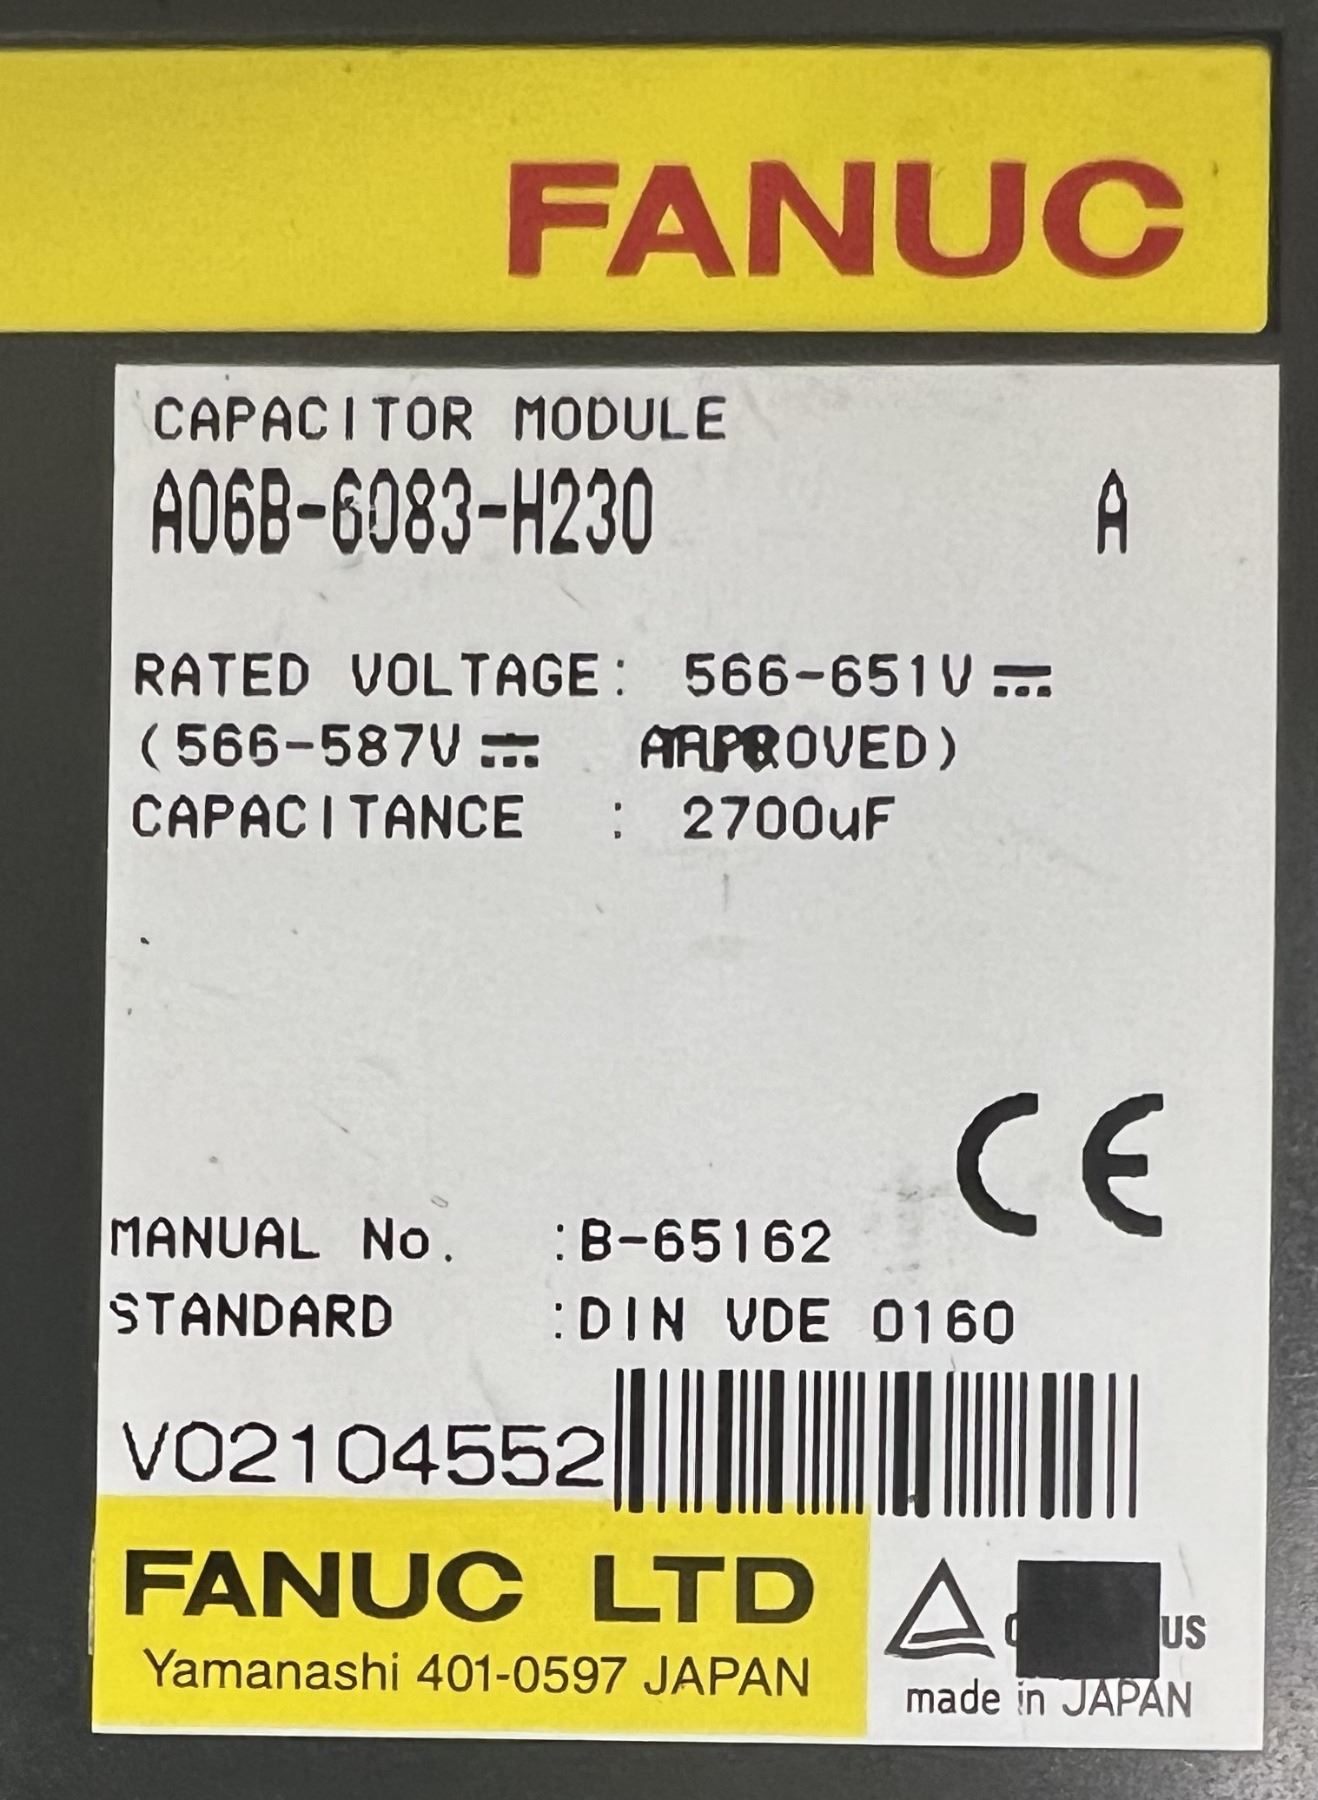 FANUC
CAPACITOR MODULE
A06B-6083-H230 A
RATED VOLTAGE: 566-651V⎓
(566-587V⎓ APPROVED)
CAPACITANCE : 2700uF
CE
MANUAL No. :B-65162
STANDARD :DIN VDE 0160
V02104552
FANUC LTD
Yamanashi 401-0597 JAPAN
US
made in JAPAN